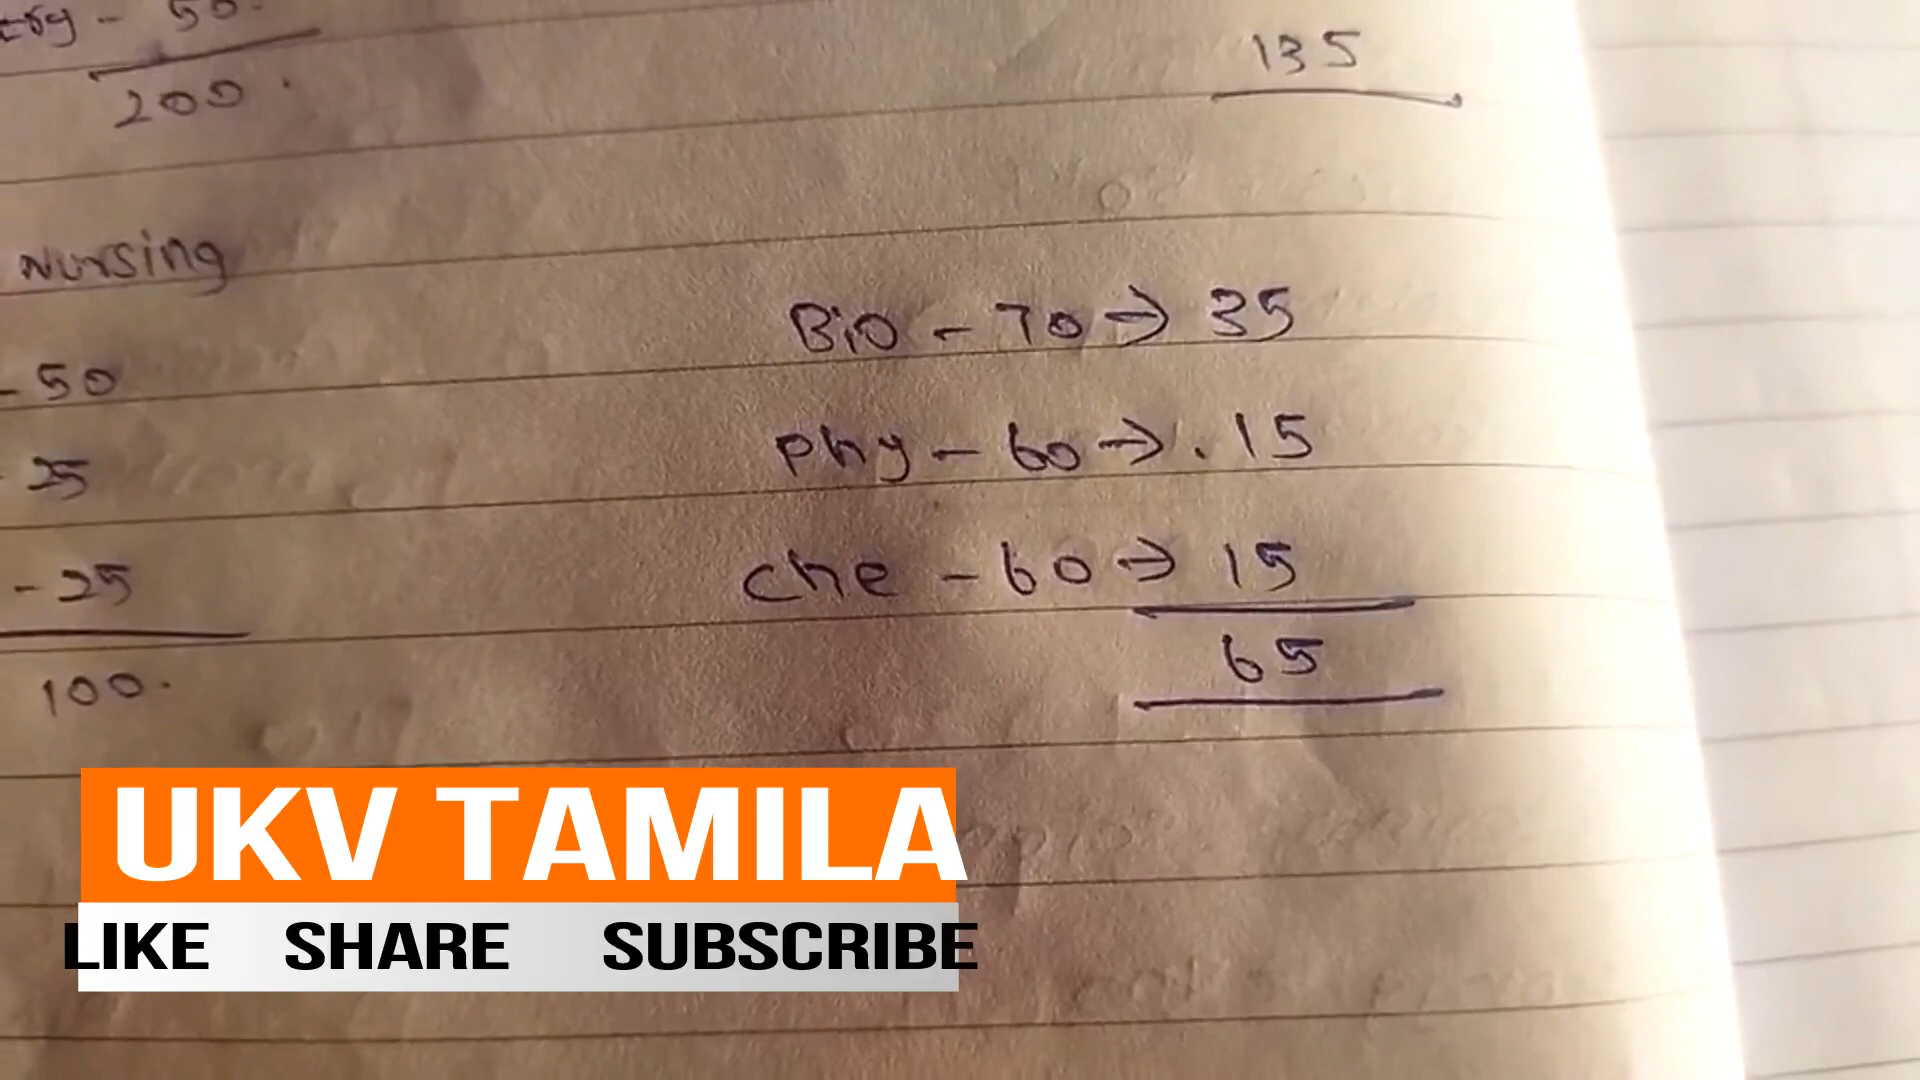 - 50.
200.
135
Nursing
- 50
25
- 25
100.
Bio - 70 → 35
Phy - 60 → . 15
Che - 60 → 15
65
UKV TAMILA
LIKE SHARE SUBSCRIBE